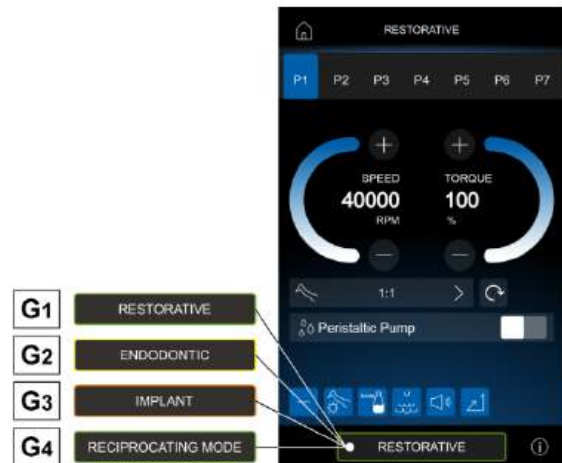 RESTORATIVE
P1 P2 P3 P4 P5 P6 P7
SPEED
40000
RPM
TORQUE
100
%
1:1
Peristaltic Pump
G1 RESTORATIVE
G2 ENDODONTIC
G3 IMPLANT
G4 RECIPROCATING MODE
RESTORATIVE